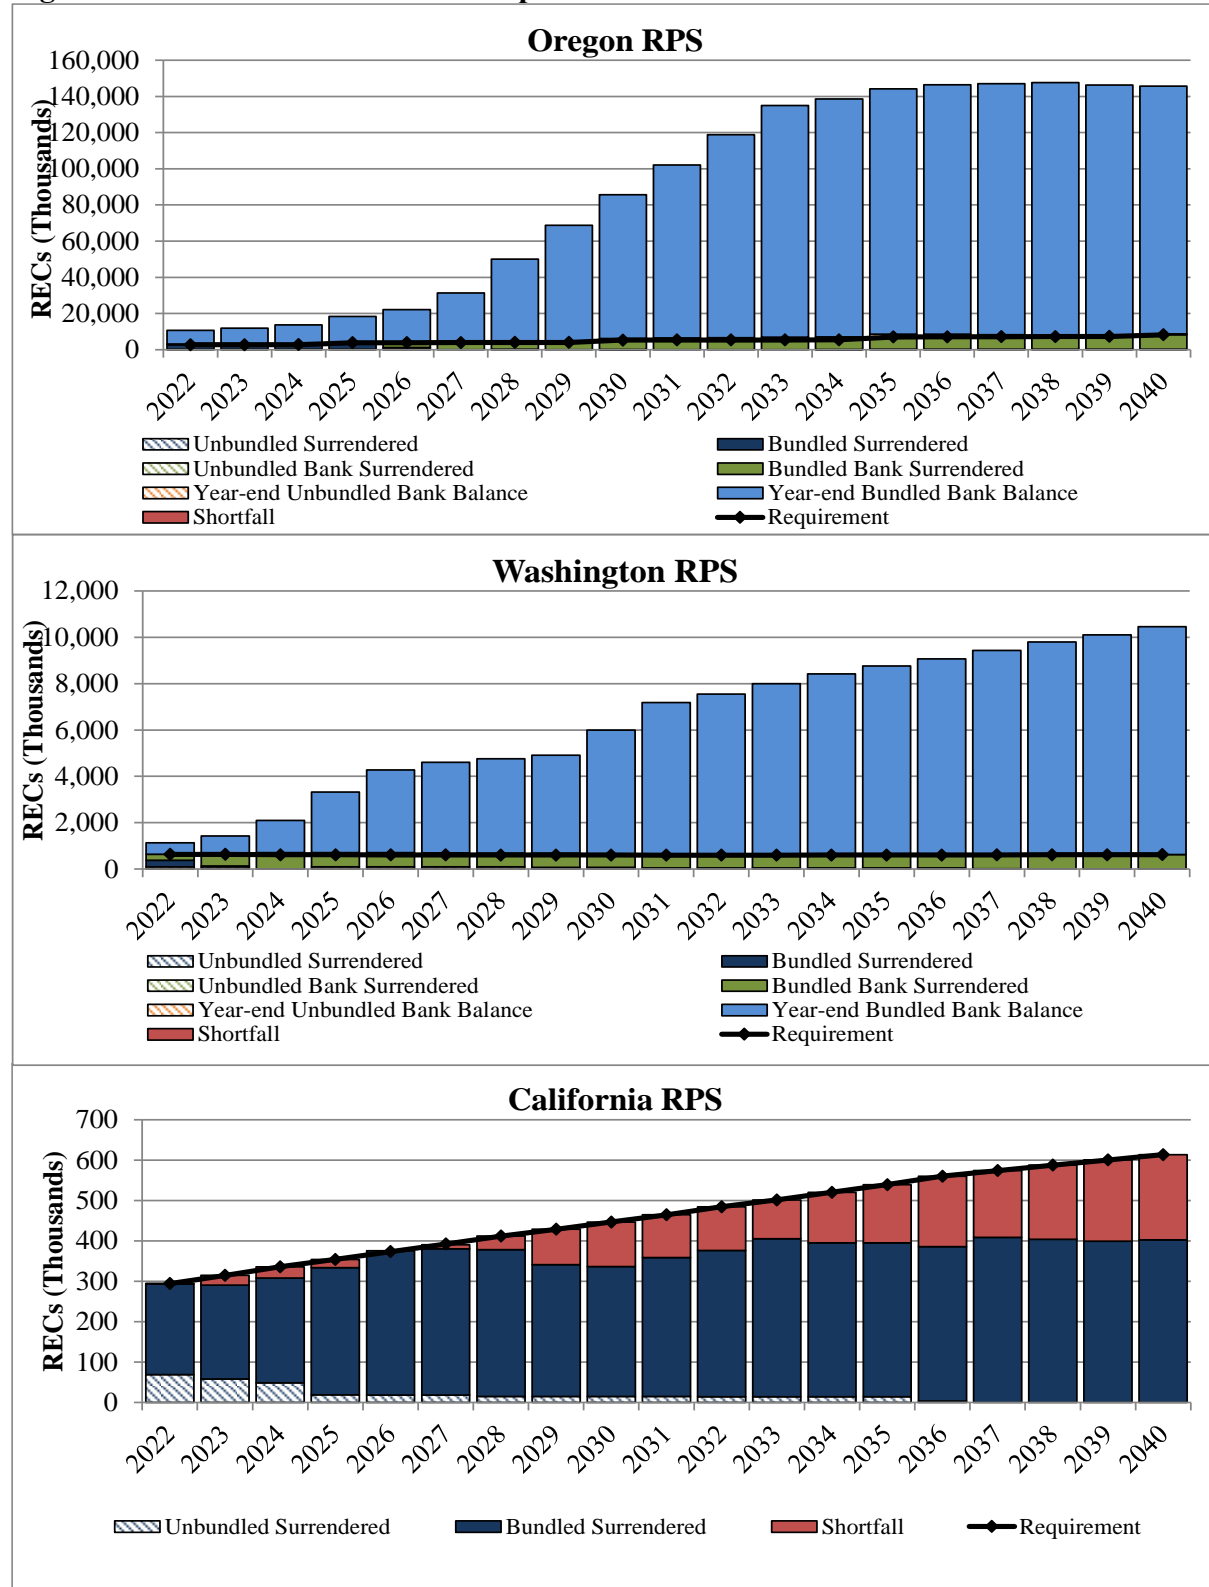 Oregon RPS
RECs (Thousands)
160,000
140,000
120,000
100,000
80,000
60,000
40,000
20,000
0
2022 2023 2024 2025 2026 2027 2028 2029 2030 2031 2032 2033 2034 2035 2036 2037 2038 2039 2040
Unbundled Surrendered Bundled Surrendered
Unbundled Bank Surrendered Bundled Bank Surrendered
Year-end Unbundled Bank Balance Year-end Bundled Bank Balance
Shortfall Requirement
Washington RPS
RECs (Thousands)
12,000
10,000
8,000
6,000
4,000
2,000
0
2022 2023 2024 2025 2026 2027 2028 2029 2030 2031 2032 2033 2034 2035 2036 2037 2038 2039 2040
Unbundled Surrendered Bundled Surrendered
Unbundled Bank Surrendered Bundled Bank Surrendered
Year-end Unbundled Bank Balance Year-end Bundled Bank Balance
Shortfall Requirement
California RPS
RECs (Thousands)
700
600
500
400
300
200
100
0
2022 2023 2024 2025 2026 2027 2028 2029 2030 2031 2032 2033 2034 2035 2036 2037 2038 2039 2040
Unbundled Surrendered Bundled Surrendered Shortfall Requirement